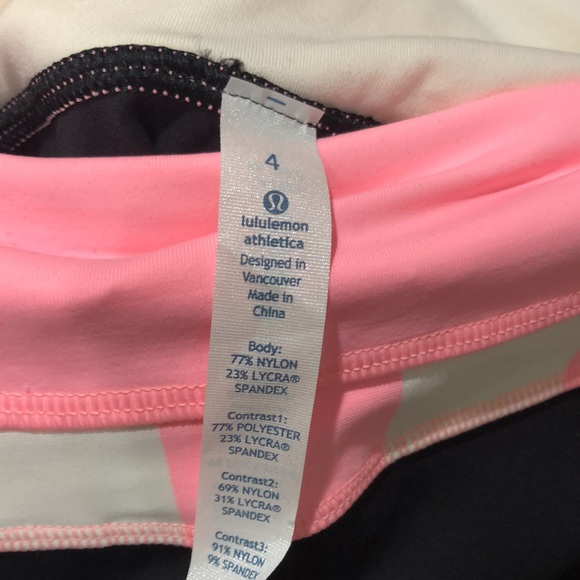 4
lululemon
athletica
Designed in
Vancouver
Made in
China
Body:
77% NYLON
23% LYCRA®
SPANDEX
Contrast1:
77% POLYESTER
23% LYCRA®
SPANDEX
Contrast2:
69% NYLON
31% LYCRA®
SPANDEX
Contrast3:
91% NYLON
9% SPANDEX